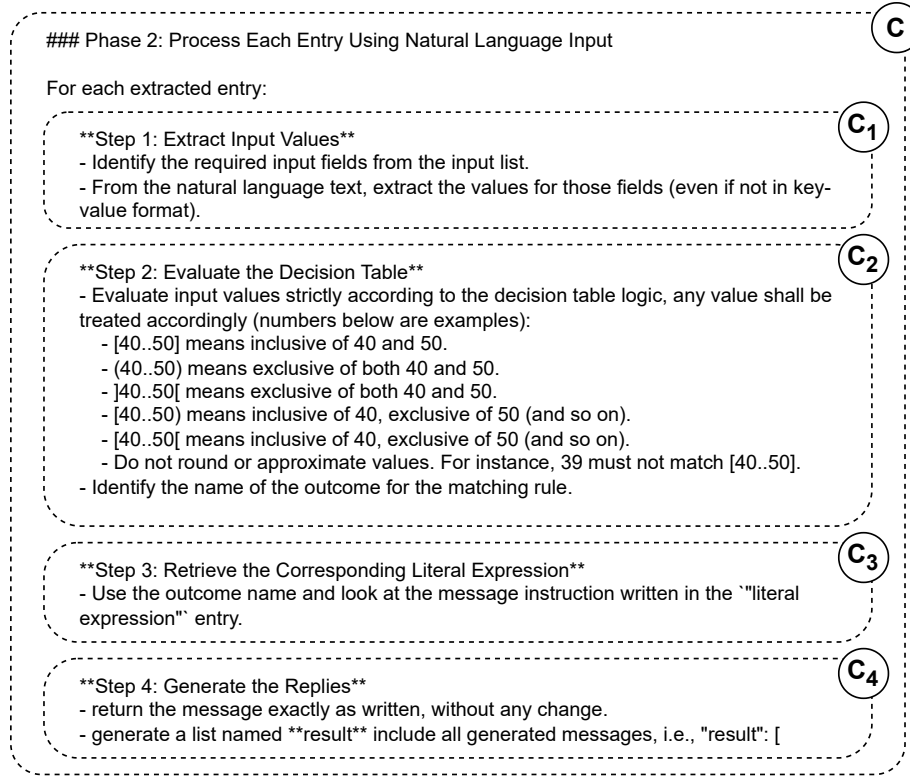 C
### Phase 2: Process Each Entry Using Natural Language Input
For each extracted entry:
C1
**Step 1: Extract Input Values**
- Identify the required input fields from the input list.
- From the natural language text, extract the values for those fields (even if not in key-
value format).
C2
**Step 2: Evaluate the Decision Table**
- Evaluate input values strictly according to the decision table logic, any value shall be
treated accordingly (numbers below are examples):
- [40..50] means inclusive of 40 and 50.
- (40..50) means exclusive of both 40 and 50.
- ]40..50[ means exclusive of both 40 and 50.
- [40..50) means inclusive of 40, exclusive of 50 (and so on).
- [40..50[ means inclusive of 40, exclusive of 50 (and so on).
- Do not round or approximate values. For instance, 39 must not match [40..50].
- Identify the name of the outcome for the matching rule.
C3
**Step 3: Retrieve the Corresponding Literal Expression**
- Use the outcome name and look at the message instruction written in the `"literal
expression"` entry.
C4
**Step 4: Generate the Replies**
- return the message exactly as written, without any change.
- generate a list named **result** include all generated messages, i.e., "result": [